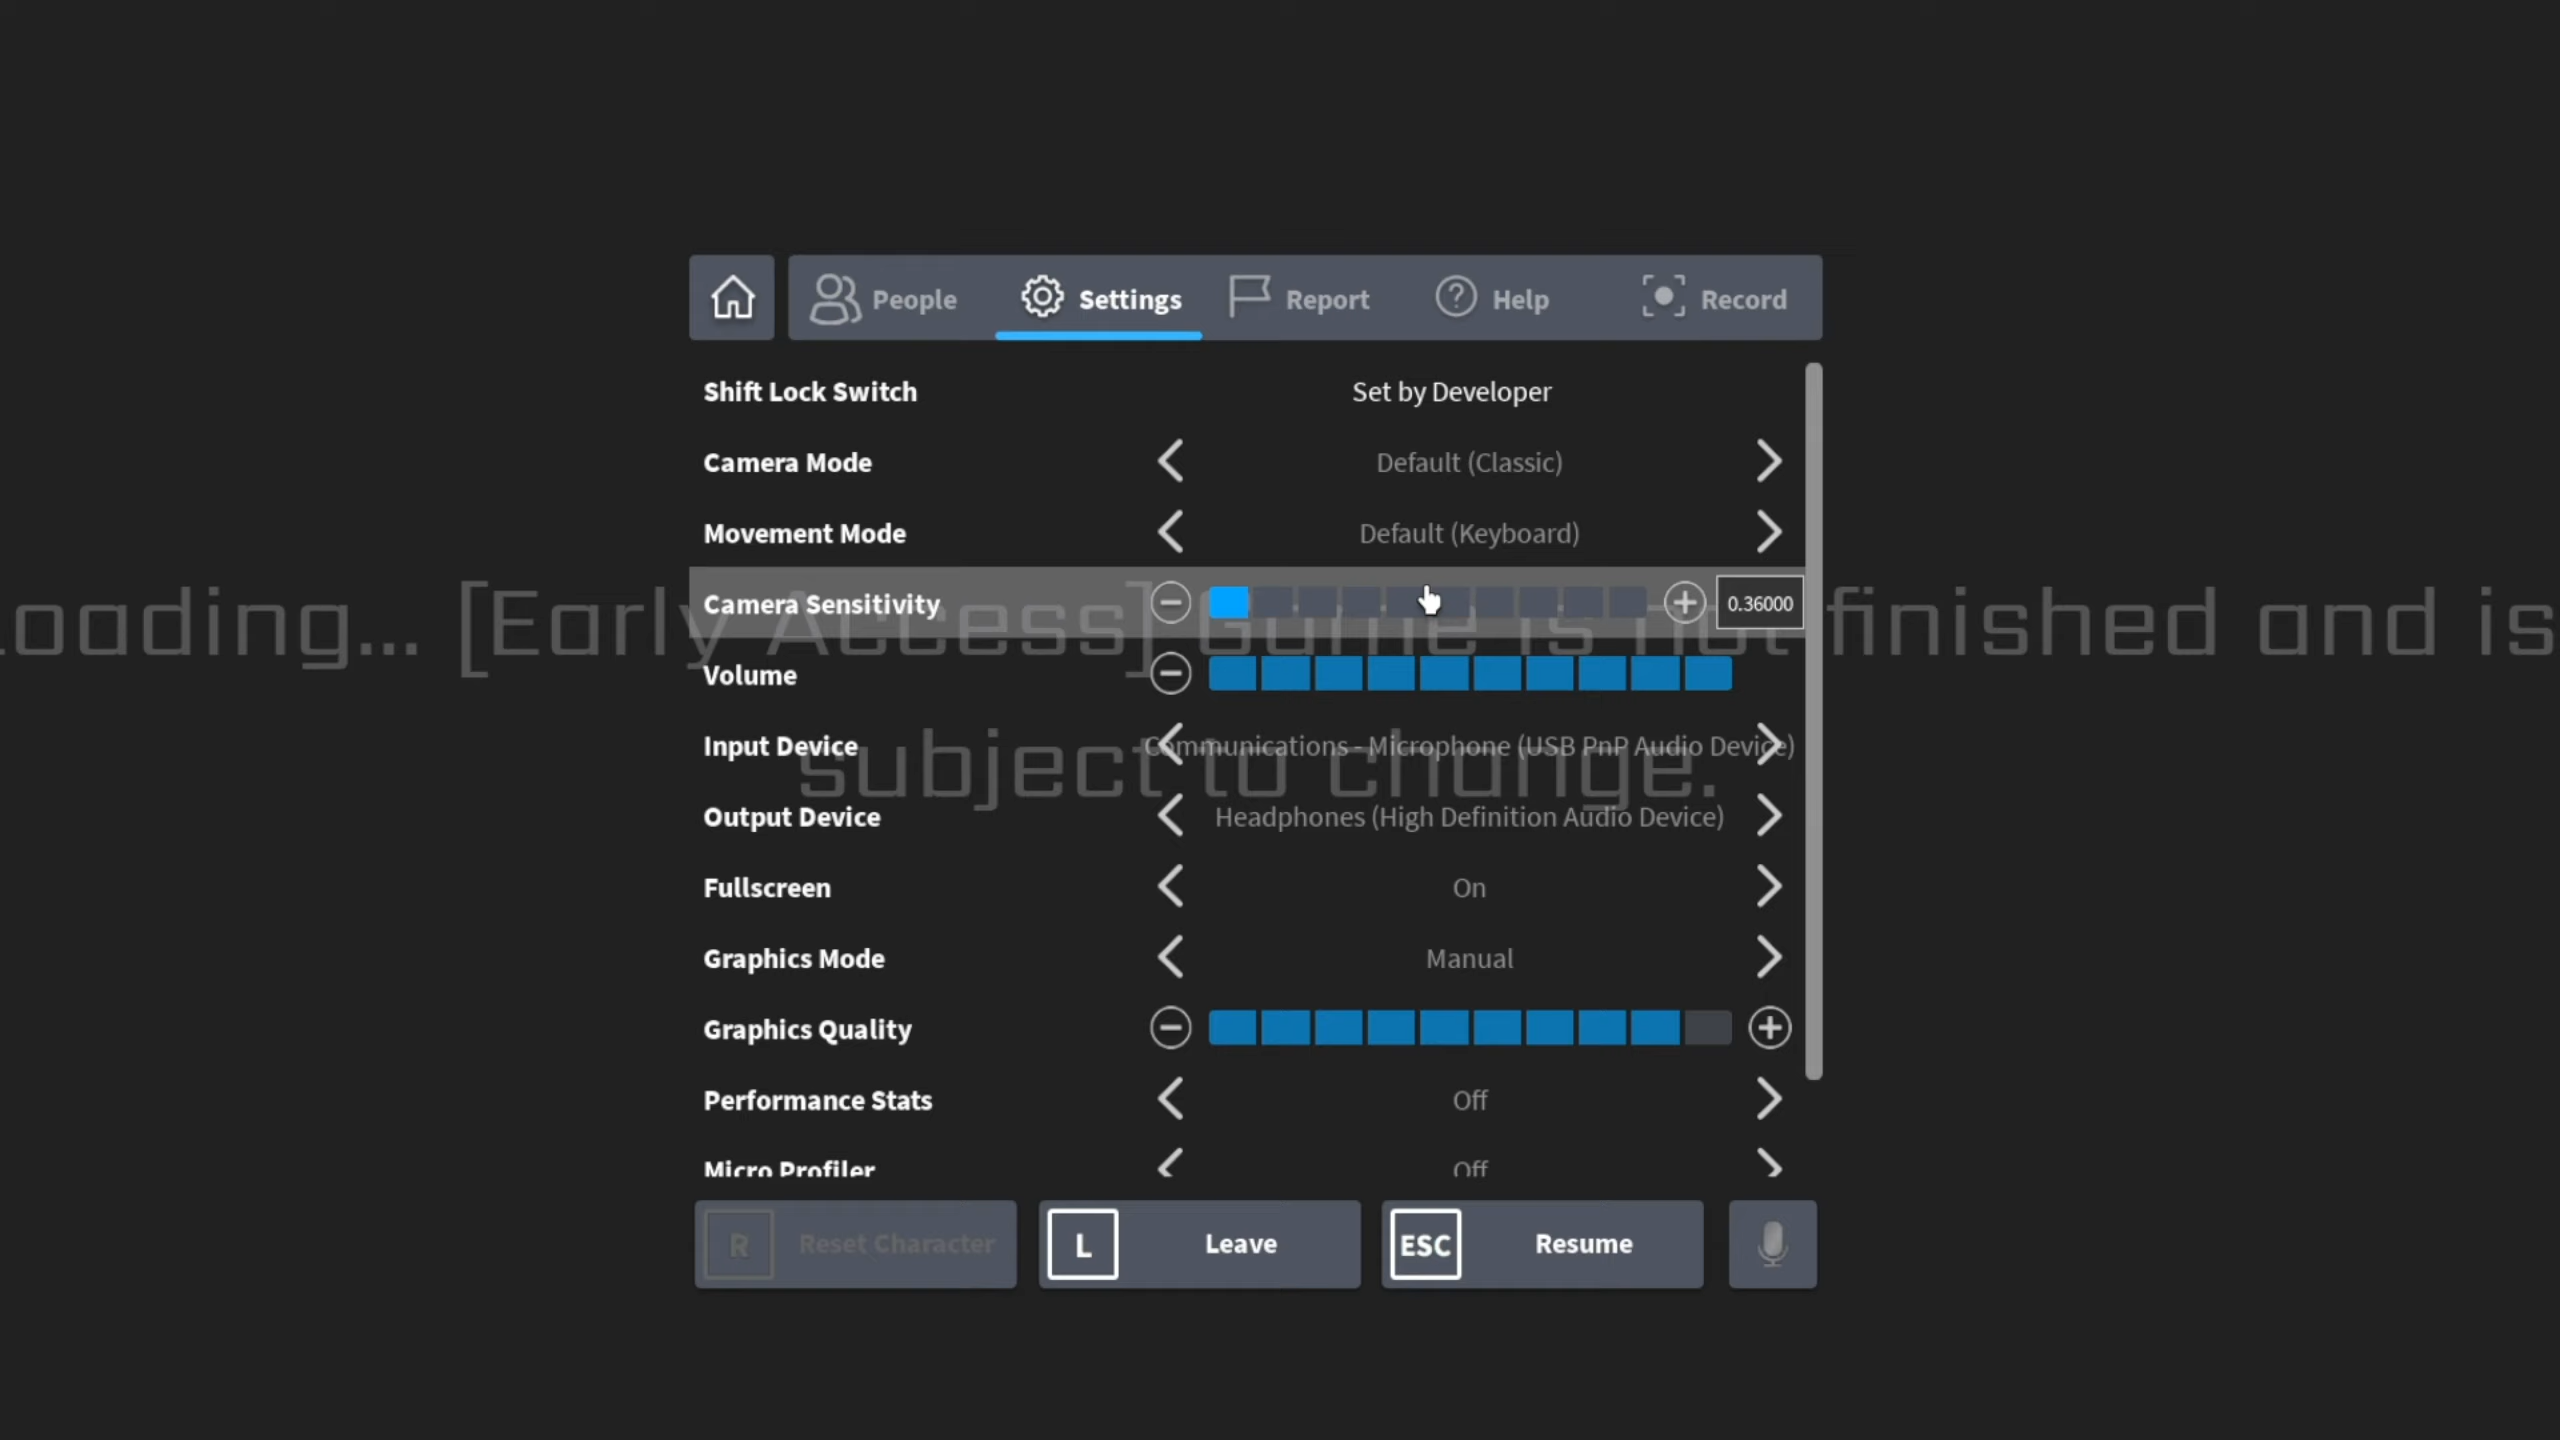 People Settings Report Help Record
Shift Lock Switch Set by Developer
Camera Mode Default (Classic)
Movement Mode Default (Keyboard)
Camera Sensitivity 0.36000
oading... [Early Access] Game is not finished and is
Volume
Input Device Communications - Microphone (USB PnP Audio Device)
subject to change.
Output Device Headphones (High Definition Audio Device)
Fullscreen On
Graphics Mode Manual
Graphics Quality
Performance Stats Off
Micro Profiler Off
R Reset Character L Leave ESC Resume